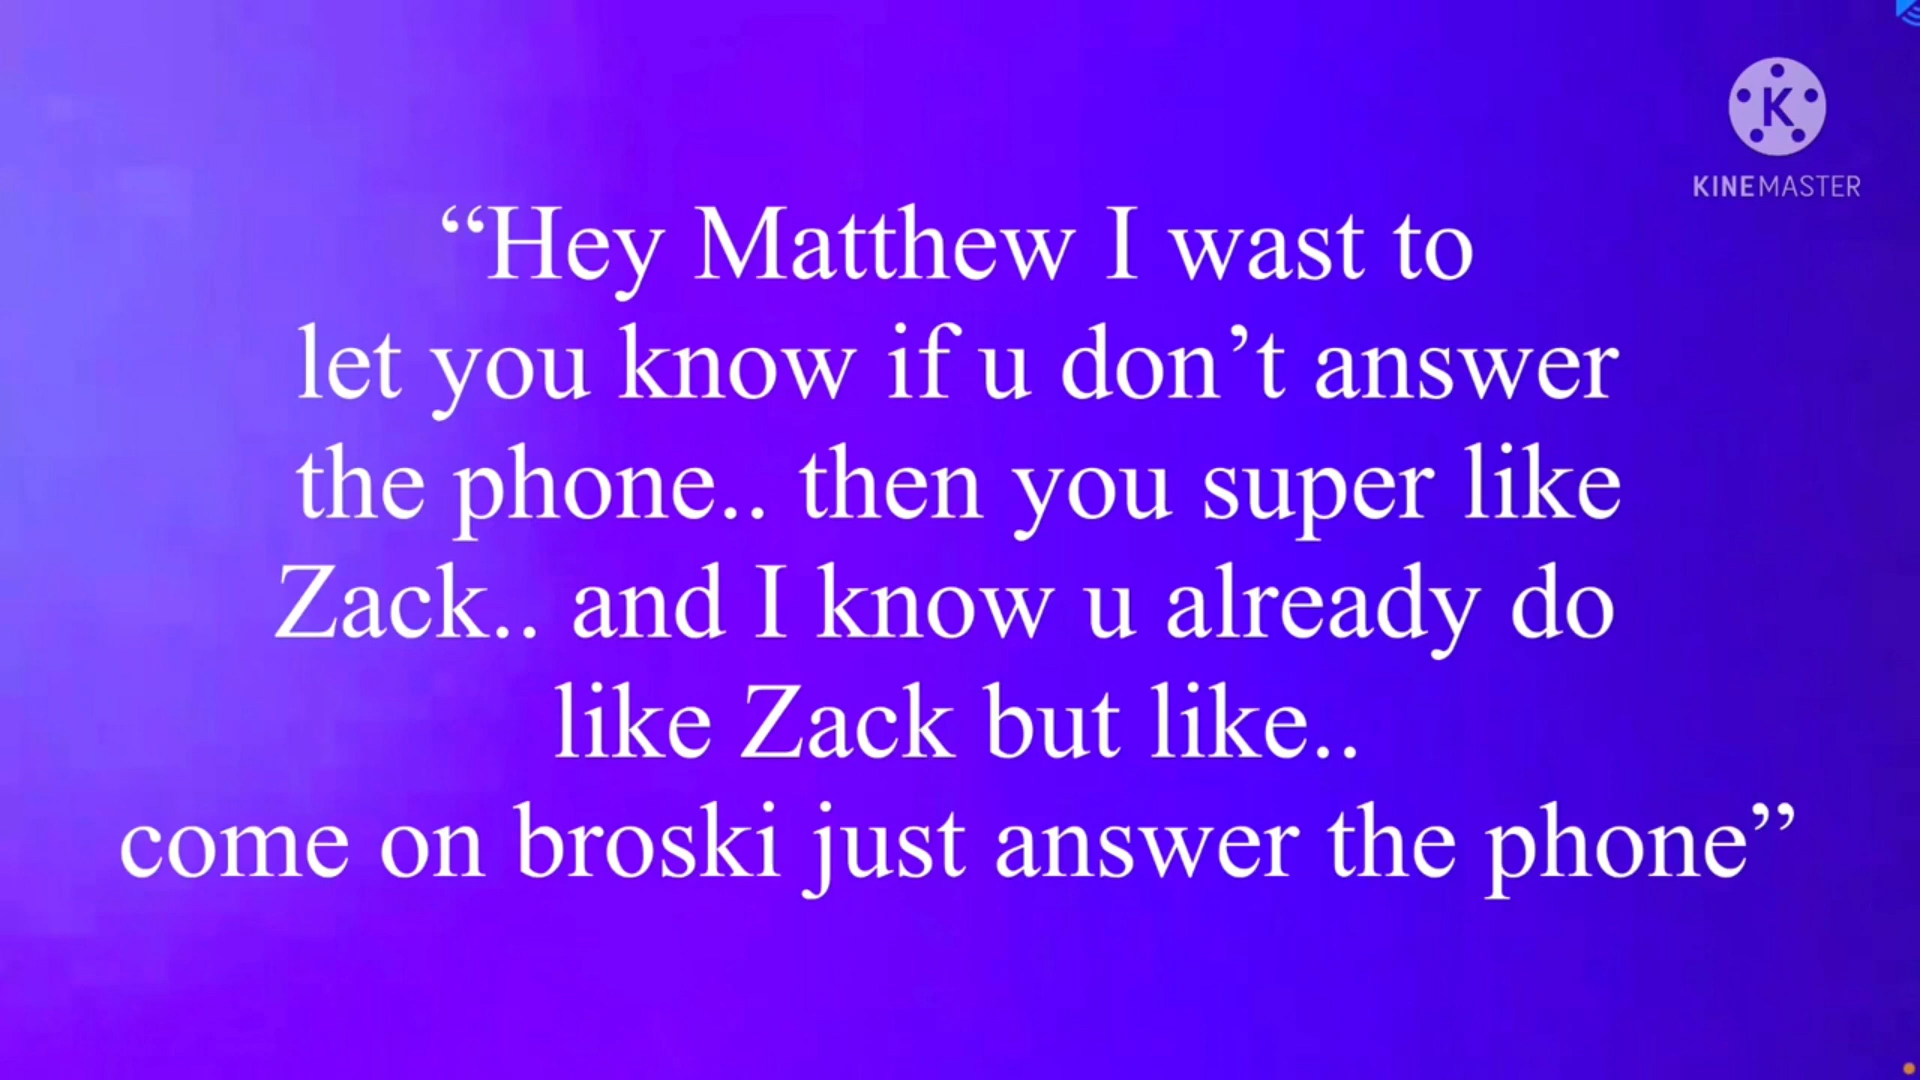 K
KINEMASTER
“Hey Matthew I wast to
let you know if u don’t answer
the phone.. then you super like
Zack.. and I know u already do
like Zack but like..
come on broski just answer the phone”